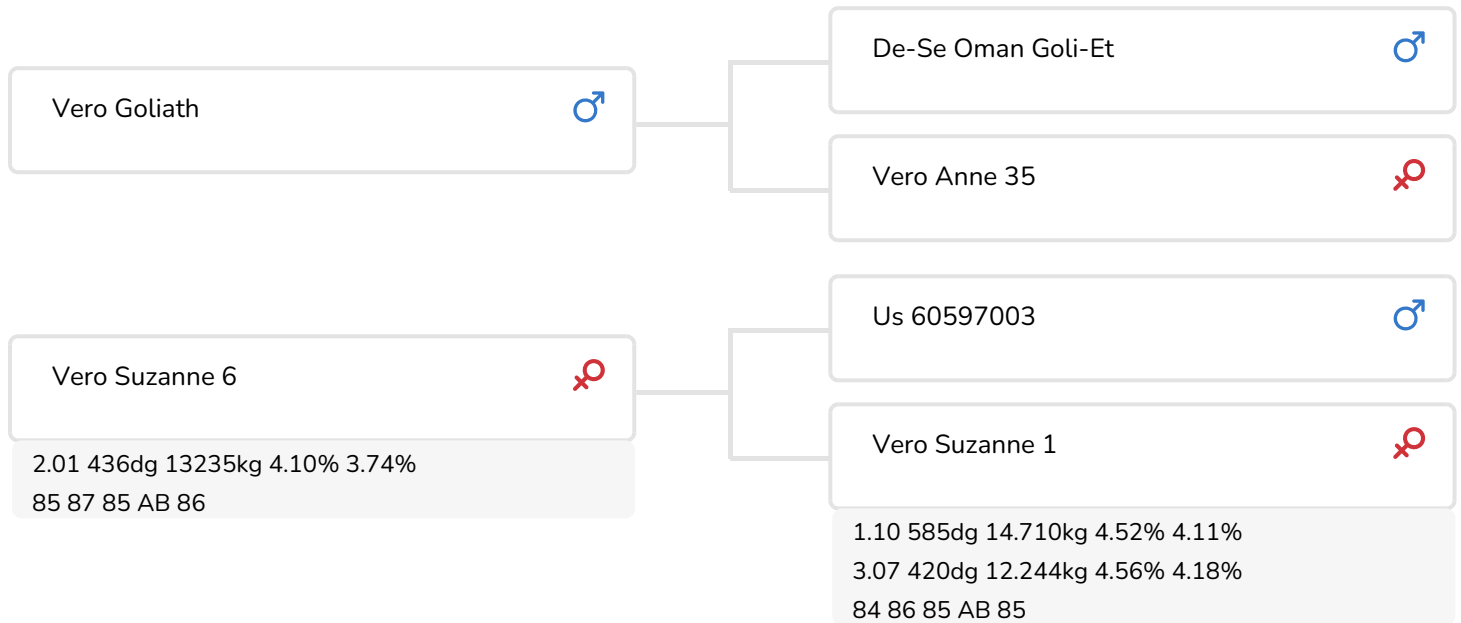 Vero Goliath
De-Se Oman Goli-Et
Vero Anne 35
Vero Suzanne 6
2.01 436dg 13235kg 4.10% 3.74%
85 87 85 AB 86
Us 60597003
Vero Suzanne 1
1.10 585dg 14.710kg 4.52% 4.11%
3.07 420dg 12.244kg 4.56% 4.18%
84 86 85 AB 85